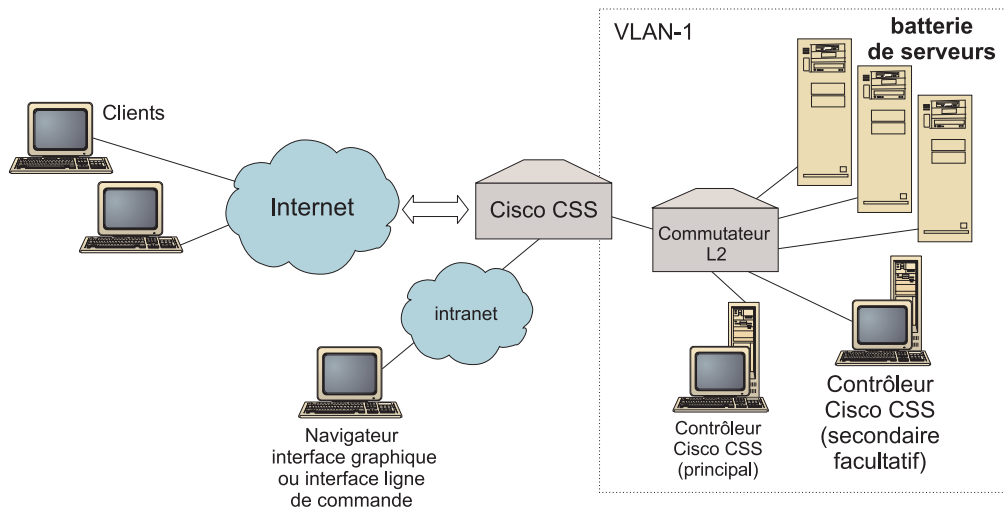 VLAN-1
batterie
de serveurs
Clients
Internet
Cisco CSS
Commutateur
L2
intranet
Navigateur
interface graphique
ou interface ligne
de commande
Contrôleur
Cisco CSS
(principal)
Contrôleur
Cisco CSS
(secondaire
facultatif)